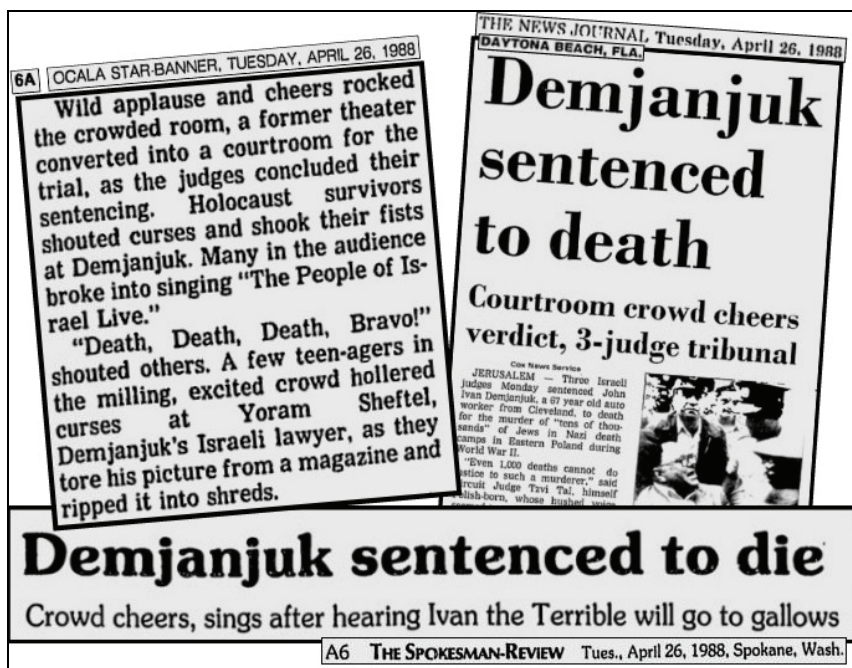 6A OCALA STAR-BANNER, TUESDAY, APRIL 26, 1988
Wild applause and cheers rocked
the crowded room, a former theater
converted into a courtroom for the
trial, as the judges concluded their
sentencing. Holocaust survivors
shouted curses and shook their fists
at Demjanjuk. Many in the audience
broke into singing “The People of Is-
rael Live.”
“Death, Death, Death, Bravo!”
shouted others. A few teen-agers in
the milling, excited crowd hollered
curses at Yoram Sheftel,
Demjanjuk's Israeli lawyer, as they
tore his picture from a magazine and
ripped it into shreds.
THE NEWS JOURNAL Tuesday, April 26, 1988
DAYTONA BEACH, FLA.
Demjanjuk
sentenced
to death
Courtroom crowd cheers
verdict, 3-judge tribunal
Cox News Service
JERUSALEM — Three Israeli
judges Monday sentenced John
Ivan Demjanjuk, a 67 year old auto
worker from Cleveland, to death
for the murder of “tens of thou-
sands” of Jews in Nazi death
camps in Eastern Poland during
World War II.
“Even 1,000 deaths cannot do
stice to such a murderer,” said
ircuit Judge Tzvi Tal, himself
olish-born, whose hushed voice
Demjanjuk sentenced to die
Crowd cheers, sings after hearing Ivan the Terrible will go to gallows
A6 THE SPOKESMAN-REVIEW Tues., April 26, 1988, Spokane, Wash.